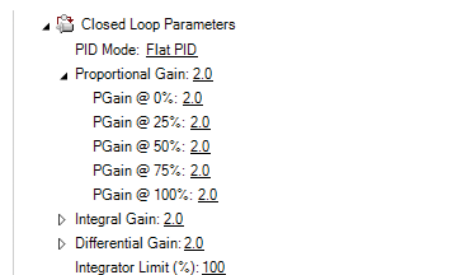 Closed Loop Parameters
PID Mode: Flat PID
Proportional Gain: 2.0
PGain @ 0%: 2.0
PGain @ 25%: 2.0
PGain @ 50%: 2.0
PGain @ 75%: 2.0
PGain @ 100%: 2.0
Integral Gain: 2.0
Differential Gain: 2.0
Integrator Limit (%): 100